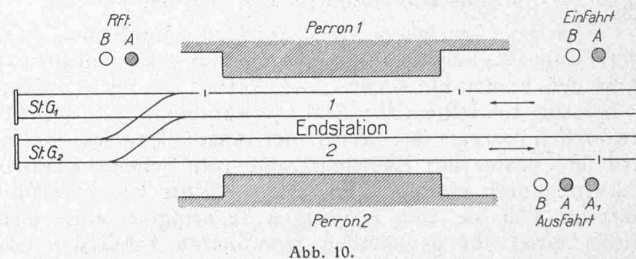 Rft.
B A
Perron 1
Einfahrt
B A
St.G1
1
Endstation
St.G2
2
B A A1
Ausfahrt
Perron 2
Abb. 10.